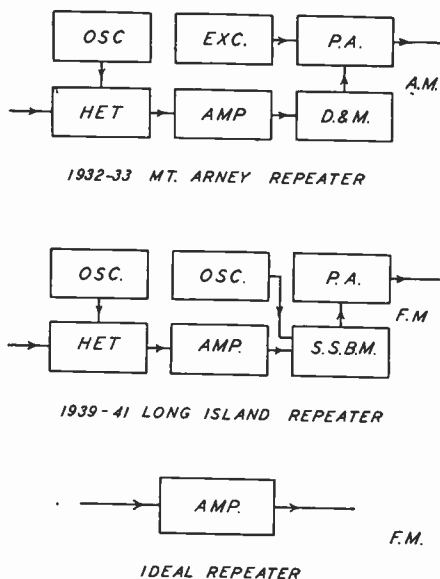 OSC
EXC.
P.A.
HET
AMP
D.&M.
A.M.
1932-33 MT. ARNEY REPEATER
OSC.
OSC.
P.A.
HET
AMP.
S.S.B.M.
F.M
1939-41 LONG ISLAND REPEATER
AMP.
F.M.
IDEAL REPEATER